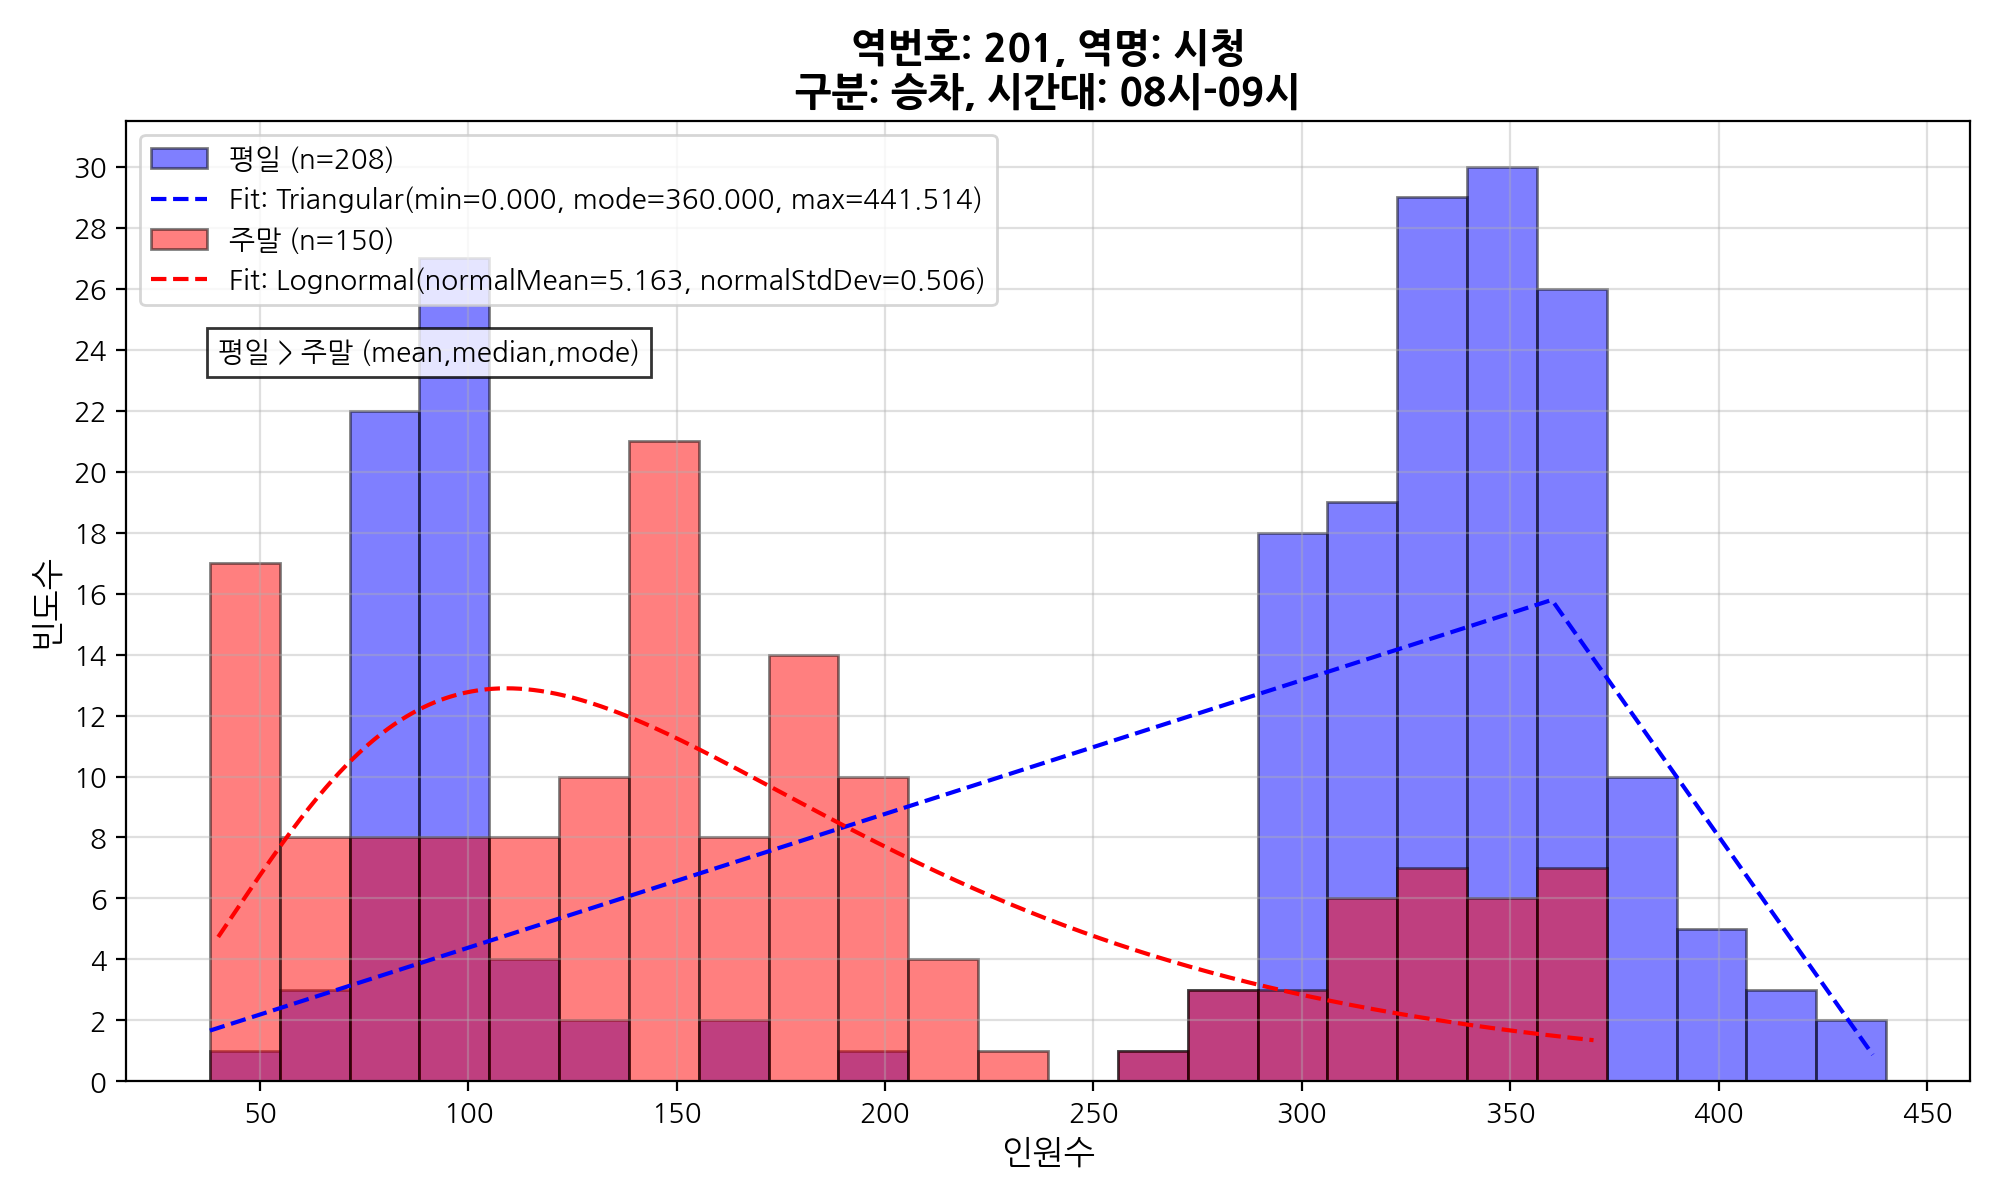 역번호: 201, 역명: 시청
구분: 승차, 시간대: 08시-09시
평일 (n=208)
Fit: Triangular(min=0.000, mode=360.000, max=441.514)
주말 (n=150)
Fit: Lognormal(normalMean=5.163, normalStdDev=0.506)
평일 > 주말 (mean,median,mode)
빈도수
30
28
26
24
22
20
18
16
14
12
10
8
6
4
2
0
50 100 150 200 250 300 350 400 450
인원수